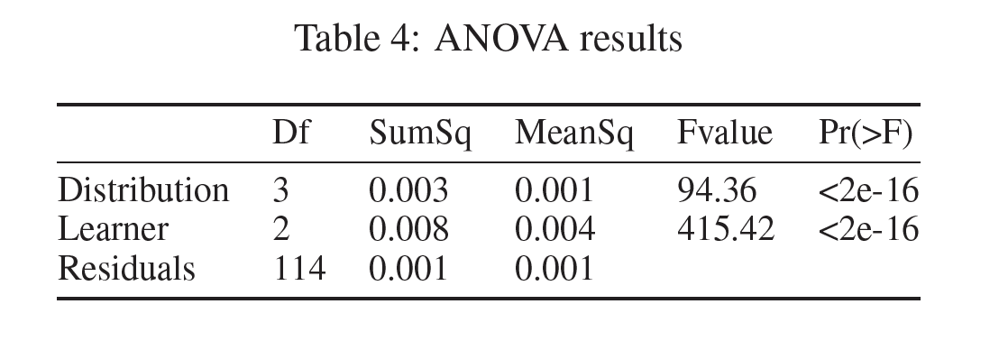 Table 4: ANOVA results
Df SumSq MeanSq Fvalue Pr(>F)
Distribution 3 0.003 0.001 94.36 <2e-16
Learner 2 0.008 0.004 415.42 <2e-16
Residuals 114 0.001 0.001